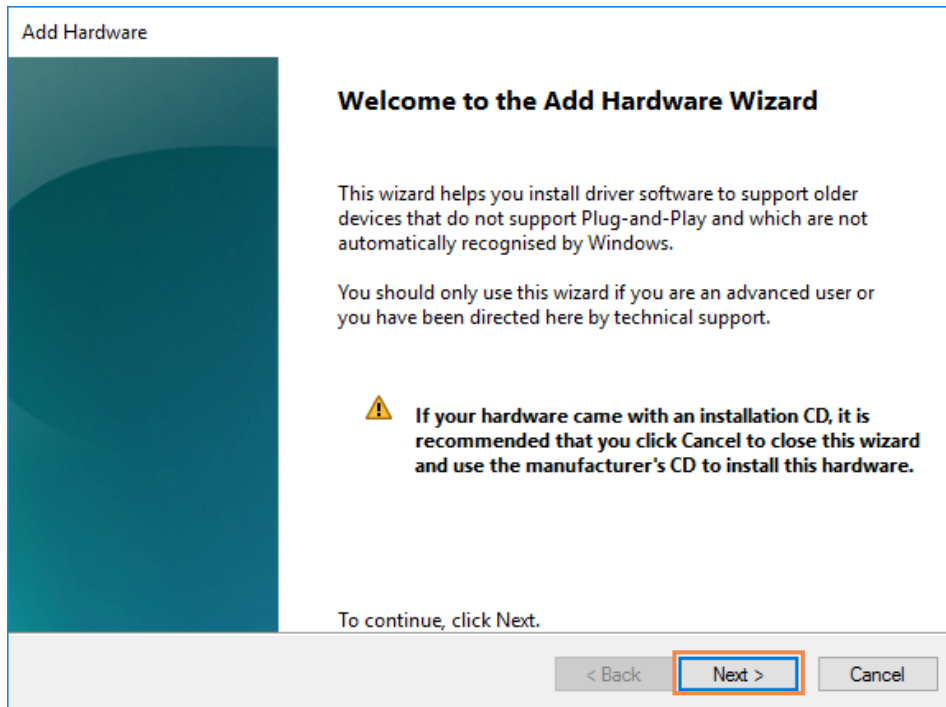 Add Hardware
Welcome to the Add Hardware Wizard
This wizard helps you install driver software to support older
devices that do not support Plug-and-Play and which are not
automatically recognised by Windows.
You should only use this wizard if you are an advanced user or
you have been directed here by technical support.
If your hardware came with an installation CD, it is
recommended that you click Cancel to close this wizard
and use the manufacturer's CD to install this hardware.
To continue, click Next.
< Back Next > Cancel